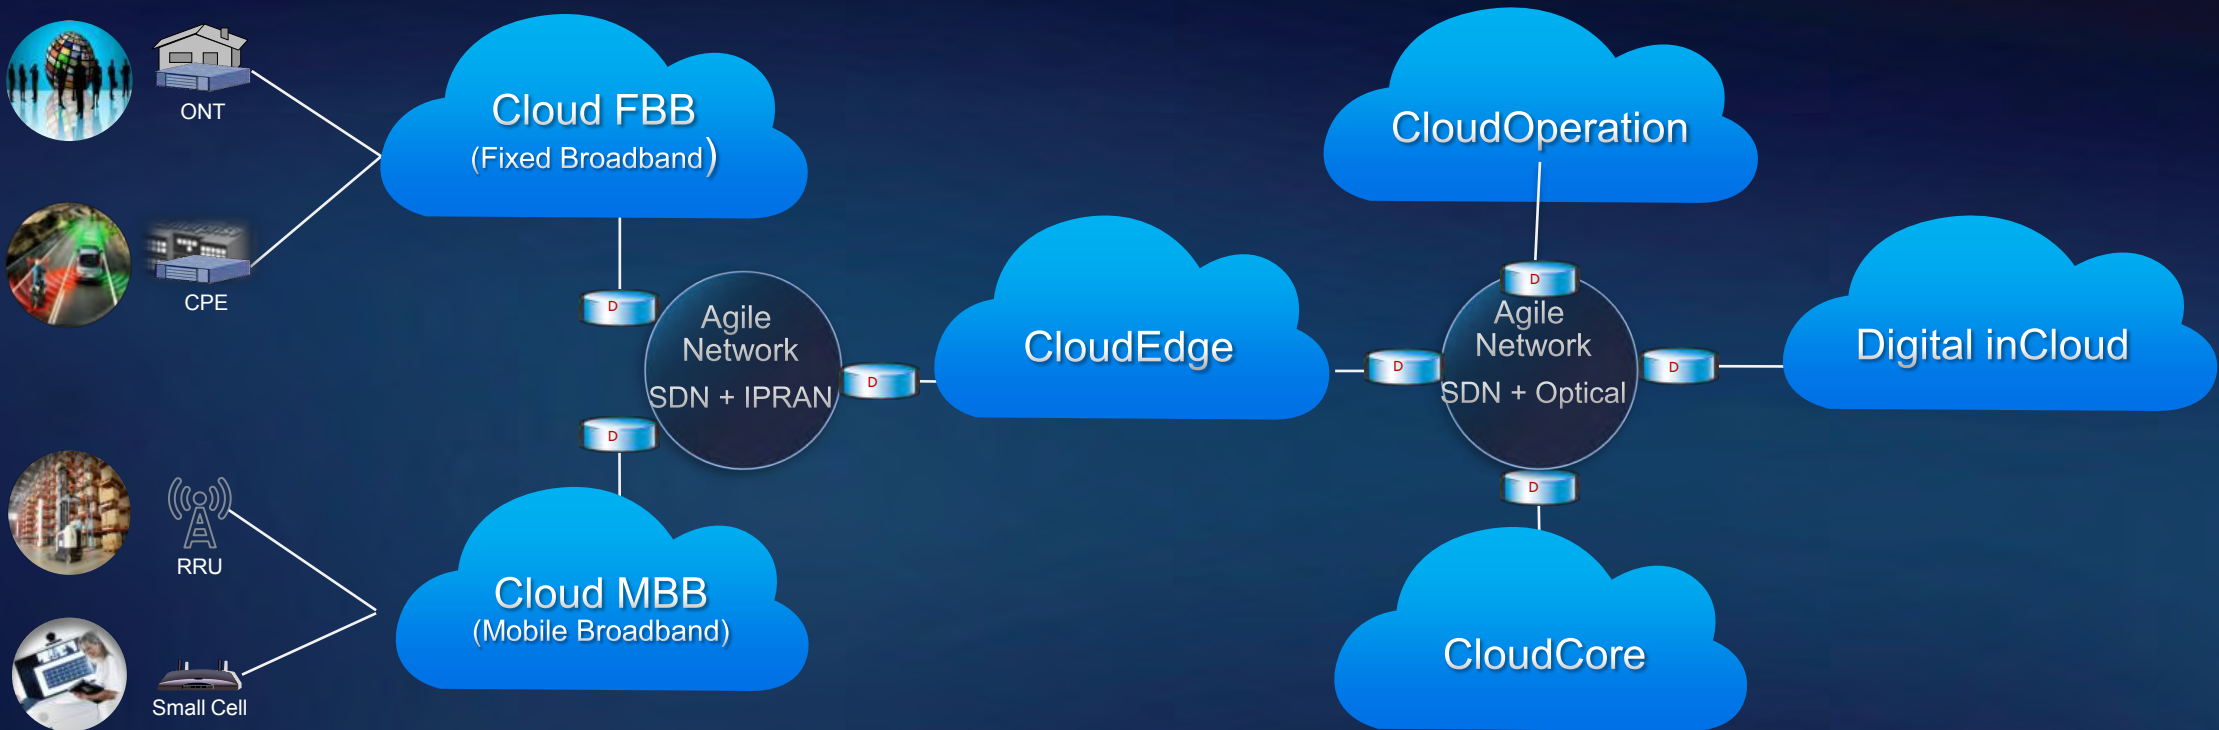 ONT
CPE
RRU
Small Cell
Cloud FBB
(Fixed Broadband)
Cloud MBB
(Mobile Broadband)
D
D
D
Agile
Network
SDN + IPRAN
CloudEdge
CloudOperation
D
D
D
D
Agile
Network
SDN + Optical
CloudCore
Digital inCloud